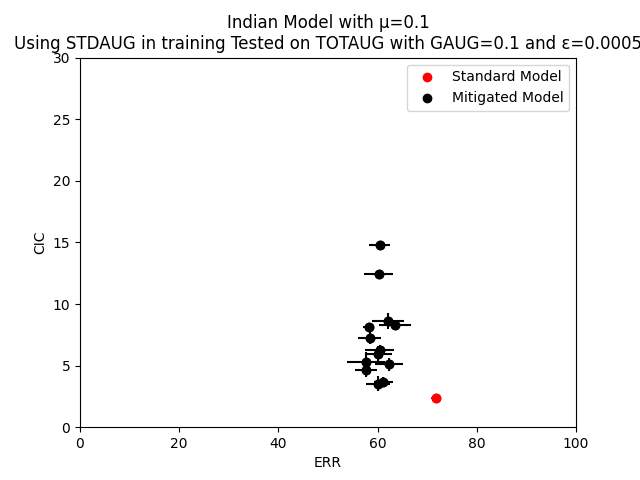 Indian Model with μ=0.1
Using STDAUG in training Tested on TOTAUG with GAUG=0.1 and ε=0.0005
Standard Model
Mitigated Model
CIC
30
25
20
15
10
5
0
0 20 40 60 80 100
ERR